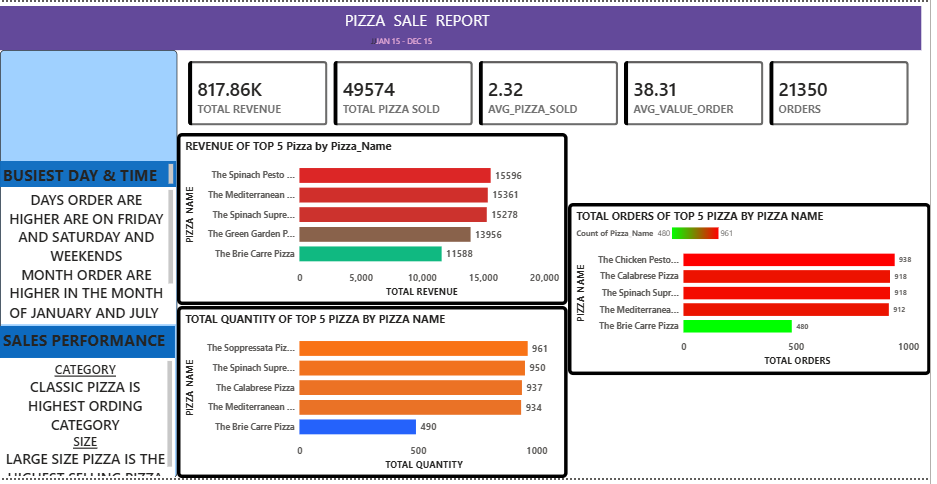 PIZZA SALE REPORT
JAN 15 - DEC 15
817.86K
TOTAL REVENUE
49574
TOTAL PIZZA SOLD
2.32
AVG_PIZZA_SOLD
38.31
AVG_VALUE_ORDER
21350
ORDERS
BUSIEST DAY & TIME
DAYS ORDER ARE
HIGHER ARE ON FRIDAY
AND SATURDAY AND
WEEKENDS
MONTH ORDER ARE
HIGHER IN THE MONTH
OF JANUARY AND JULY
SALES PERFORMANCE
CATEGORY
CLASSIC PIZZA IS
HIGHEST ORDING
CATEGORY
SIZE
LARGE SIZE PIZZA IS THE
HIGHEST SELLING PIZZA
REVENUE OF TOP 5 Pizza by Pizza_Name
PIZZA NAME
The Spinach Pesto ... 15596
The Mediterranean ... 15361
The Spinach Supre... 15278
The Green Garden P... 13956
The Brie Carre Pizza 11588
0 5,000 10,000 15,000 20,000
TOTAL REVENUE
TOTAL QUANTITY OF TOP 5 PIZZA BY PIZZA NAME
PIZZA NAME
The Soppressata Piz... 961
The Spinach Supre... 950
The Calabrese Pizza 937
The Mediterranean ... 934
The Brie Carre Pizza 490
0 500 1000
TOTAL QUANTITY
TOTAL ORDERS OF TOP 5 PIZZA BY PIZZA NAME
Count of Pizza_Name 480 961
PIZZA NAME
The Chicken Pesto... 938
The Calabrese Pizza 918
The Spinach Supr... 918
The Mediterranea... 912
The Brie Carre Pizza 480
0 500 1000
TOTAL ORDERS